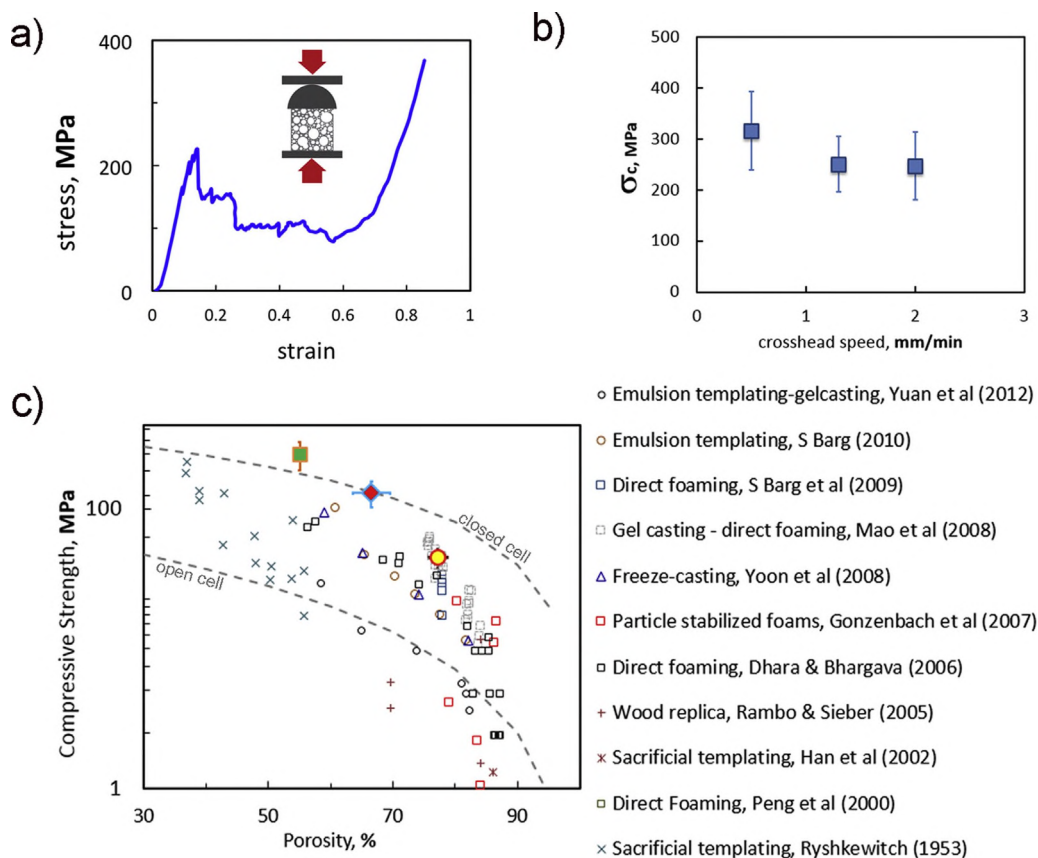 a)
400
200
0
stress, MPa
0 0.2 0.4 0.6 0.8 1
strain
b)
500
400
300
200
100
0
σc, MPa
0 1 2 3
crosshead speed, mm/min
c)
100
1
Compressive Strength, MPa
closed cell
open cell
30 50 70 90
Porosity, %
Emulsion templating-gelcasting, Yuan et al (2012)
Emulsion templating, S Barg (2010)
Direct foaming, S Barg et al (2009)
Gel casting - direct foaming, Mao et al (2008)
Freeze-casting, Yoon et al (2008)
Particle stabilized foams, Gonzenbach et al (2007)
Direct foaming, Dhara & Bhargava (2006)
Wood replica, Rambo & Sieber (2005)
Sacrificial templating, Han et al (2002)
Direct Foaming, Peng et al (2000)
Sacrificial templating, Ryshkewitch (1953)